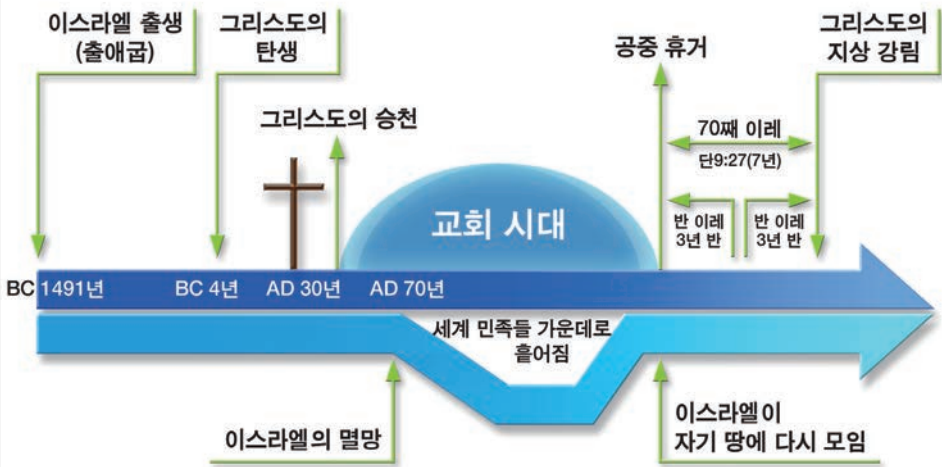 이스라엘 출생
(출애굽)
그리스도의
탄생
그리스도의 승천
공중 휴거
그리스도의
지상 강림
70째 이레
단9:27(7년)
반 이레
3년 반
반 이레
3년 반
교회 시대
BC 1491년
BC 4년
AD 30년
AD 70년
세계 민족들 가운데로
흩어짐
이스라엘의 멸망
이스라엘이
자기 땅에 다시 모임